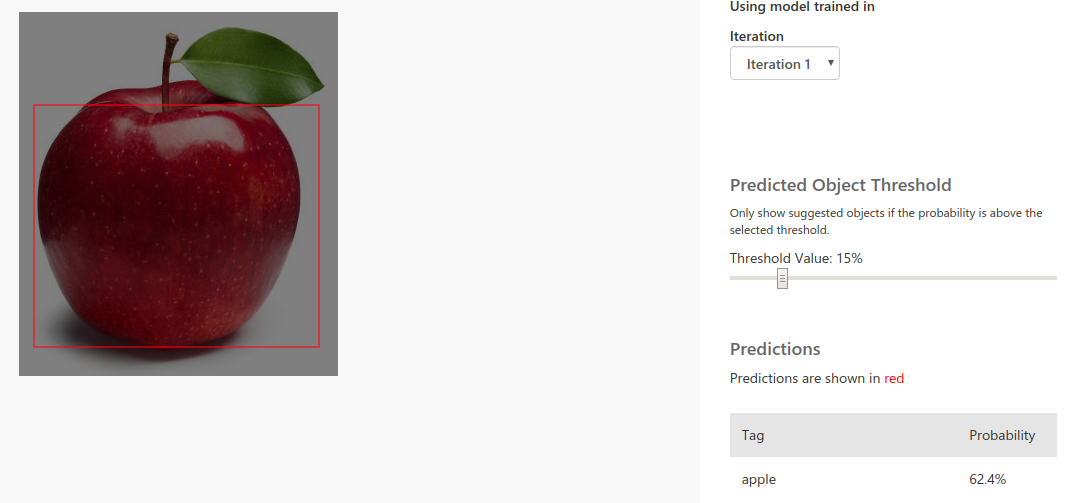 Using model trained in
Iteration
Iteration 1
Predicted Object Threshold
Only show suggested objects if the probability is above the
selected threshold.
Threshold Value: 15%
Predictions
Predictions are shown in red
Tag Probability
apple 62.4%